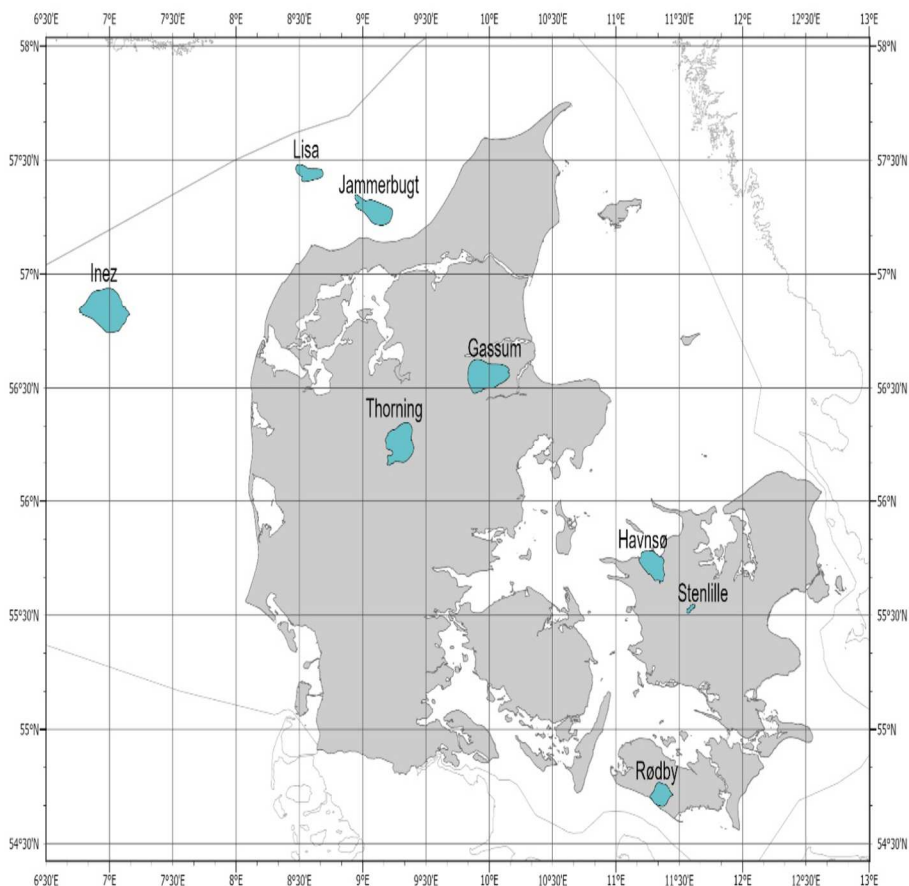 6°30'E 7°E 7°30'E 8°E 8°30'E 9°E 9°30'E 10°E 10°30'E 11°E 11°30'E 12°E 12°30'E 13°E
58°N 58°N
57°30'N Lisa 57°30'N
Jammerbugt
57°N Inez 57°N
Gassum
56°30'N 56°30'N
Thorning
56°N 56°N
Havnsø
Stenlille
55°30'N 55°30'N
55°N 55°N
Rødby
54°30'N 54°30'N
6°30'E 7°E 7°30'E 8°E 8°30'E 9°E 9°30'E 10°E 10°30'E 11°E 11°30'E 12°E 12°30'E 13°E